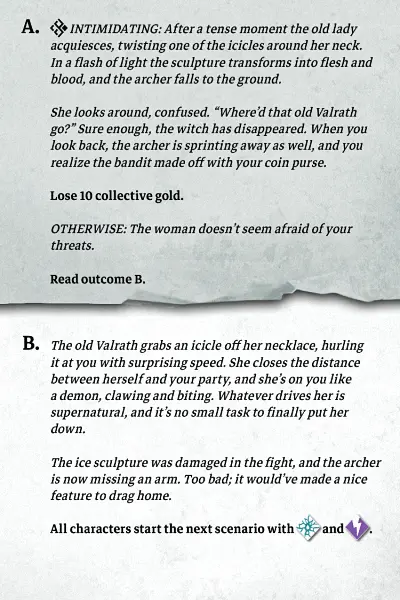 A. INTIMIDATING: After a tense moment the old lady
acquiesces, twisting one of the icicles around her neck.
In a flash of light the sculpture transforms into flesh and
blood, and the archer falls to the ground.
She looks around, confused. “Where’d that old Valrath
go?” Sure enough, the witch has disappeared. When you
look back, the archer is sprinting away as well, and you
realize the bandit made off with your coin purse.
Lose 10 collective gold.
OTHERWISE: The woman doesn’t seem afraid of your
threats.
Read outcome B.
B. The old Valrath grabs an icicle off her necklace, hurling
it at you with surprising speed. She closes the distance
between herself and your party, and she’s on you like
a demon, clawing and biting. Whatever drives her is
supernatural, and it’s no small task to finally put her
down.
The ice sculpture was damaged in the fight, and the archer
is now missing an arm. Too bad; it would’ve made a nice
feature to drag home.
All characters start the next scenario with and .